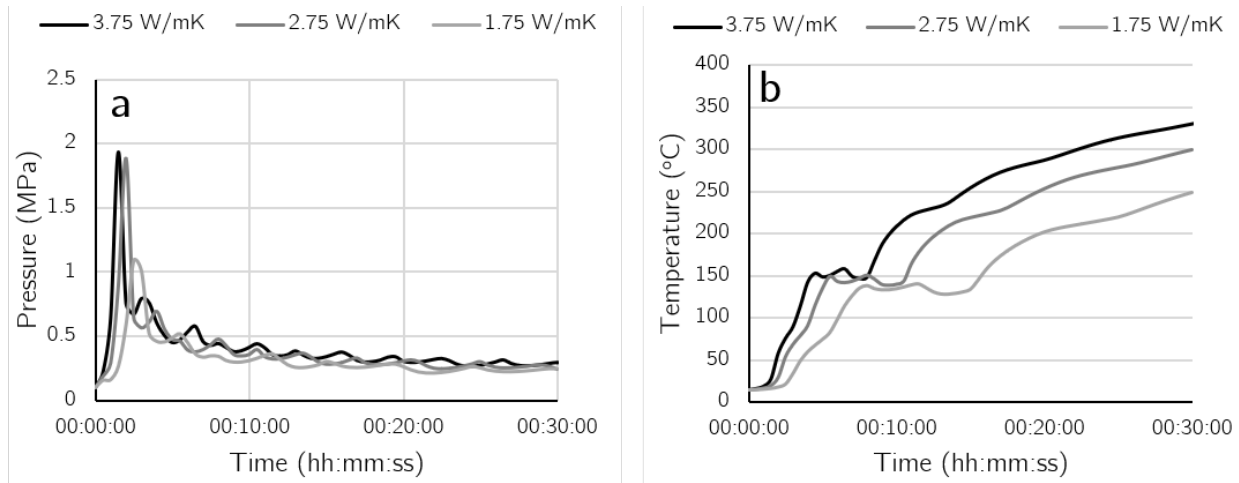 3.75 W/mK 2.75 W/mK 1.75 W/mK
a
2.5
2
1.5
1
0.5
0
Pressure (MPa)
00:00:00 00:10:00 00:20:00 00:30:00
Time (hh:mm:ss)
3.75 W/mK 2.75 W/mK 1.75 W/mK
b
400
350
300
250
200
150
100
50
0
Temperature (°C)
00:00:00 00:10:00 00:20:00 00:30:00
Time (hh:mm:ss)